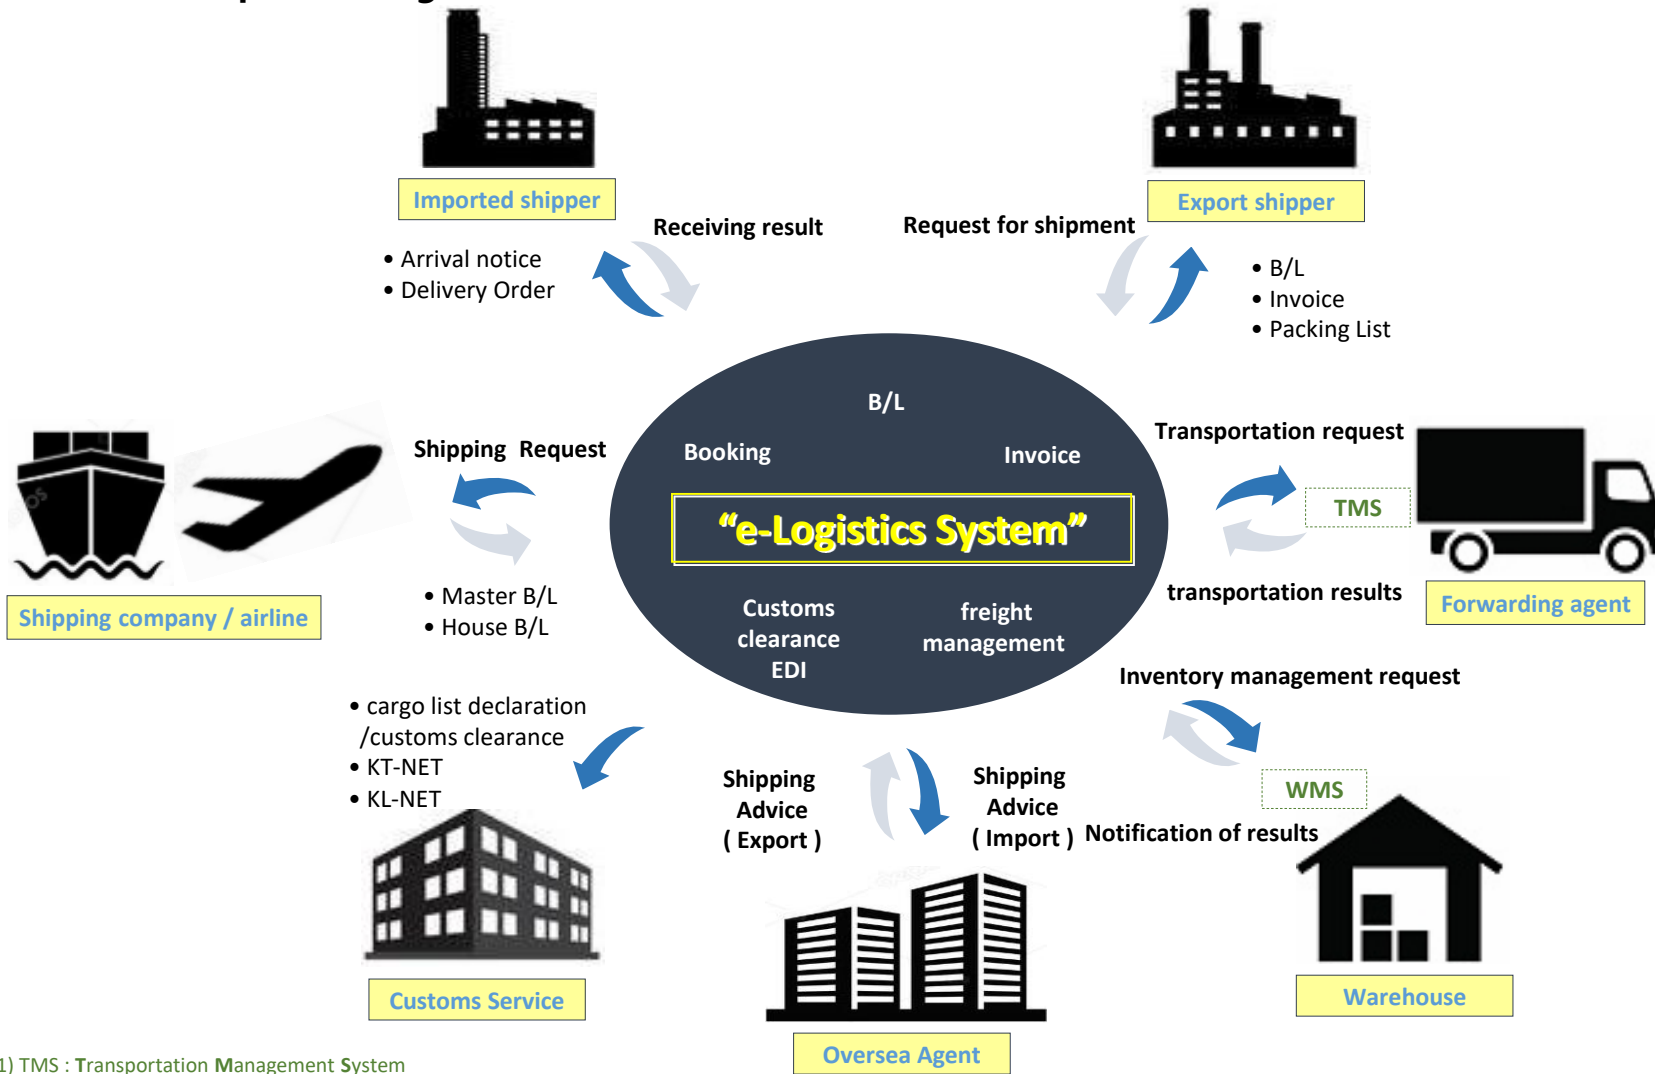 Imported shipper
Export shipper
Receiving result
Request for shipment
• Arrival notice
• Delivery Order
• B/L
• Invoice
• Packing List
B/L
Booking
Invoice
“e-Logistics System”
Customs
clearance
EDI
freight
management
Shipping Request
• Master B/L
• House B/L
Shipping company / airline
Transportation request
TMS
transportation results
Forwarding agent
Inventory management request
WMS
Notification of results
Warehouse
• cargo list declaration
/customs clearance
• KT-NET
• KL-NET
Customs Service
Shipping
Advice
( Export )
Shipping
Advice
( Import )
Oversea Agent
1) TMS : Transportation Management System